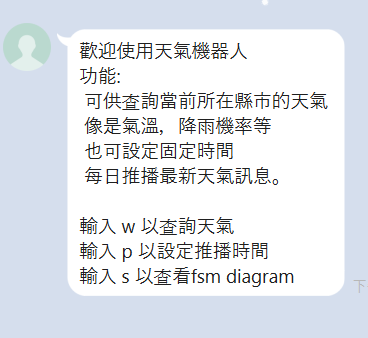 歡迎使用天氣機器人
功能:
可供查詢當前所在縣市的天氣
像是氣溫，降雨機率等
也可設定固定時間
每日推播最新天氣訊息。
輸入 w 以查詢天氣
輸入 p 以設定推播時間
輸入 s 以查看fsm diagram
下